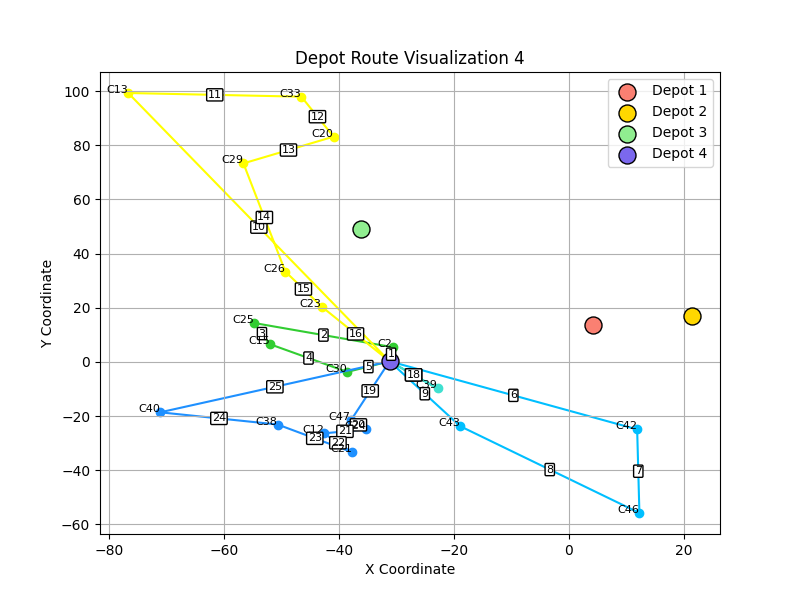 Depot Route Visualization 4
Depot 1
Depot 2
Depot 3
Depot 4
Y Coordinate
100
80
60
40
20
0
−20
−40
−60
C13
11
C33
12
C20
13
C29
14
10
C26
15
C23
16
C25
3
2
C2
1
4
C30
5
18
39
9
6
25
19
C40
24
C38
C47
20
C12
21
23
22
C21
C43
C42
7
8
C46
−80
−60
−40
−20
0
20
X Coordinate